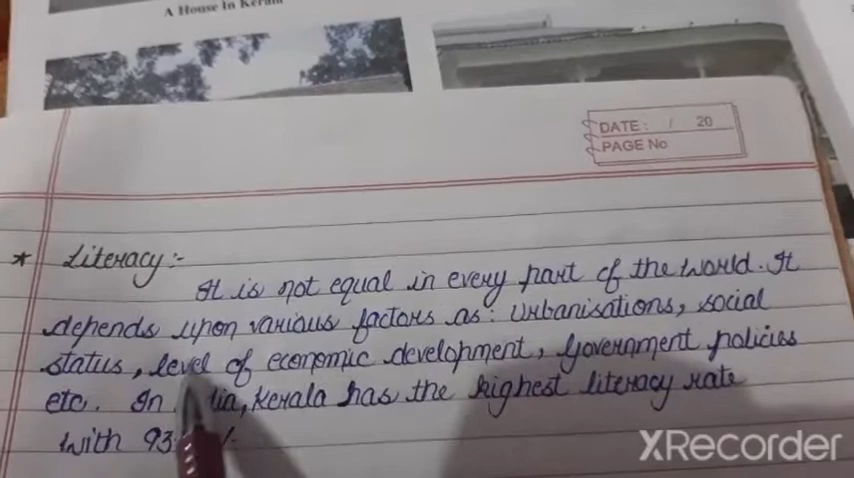 A House In Kerala
DATE: / 20
PAGE No
* Literacy:-
It is not equal in every part of the world. It
depends upon various factors as: Urbanisations, social
status, level of economic development, Government policies
etc. In Kerala has the highest literacy rate
with 93
XRecorder